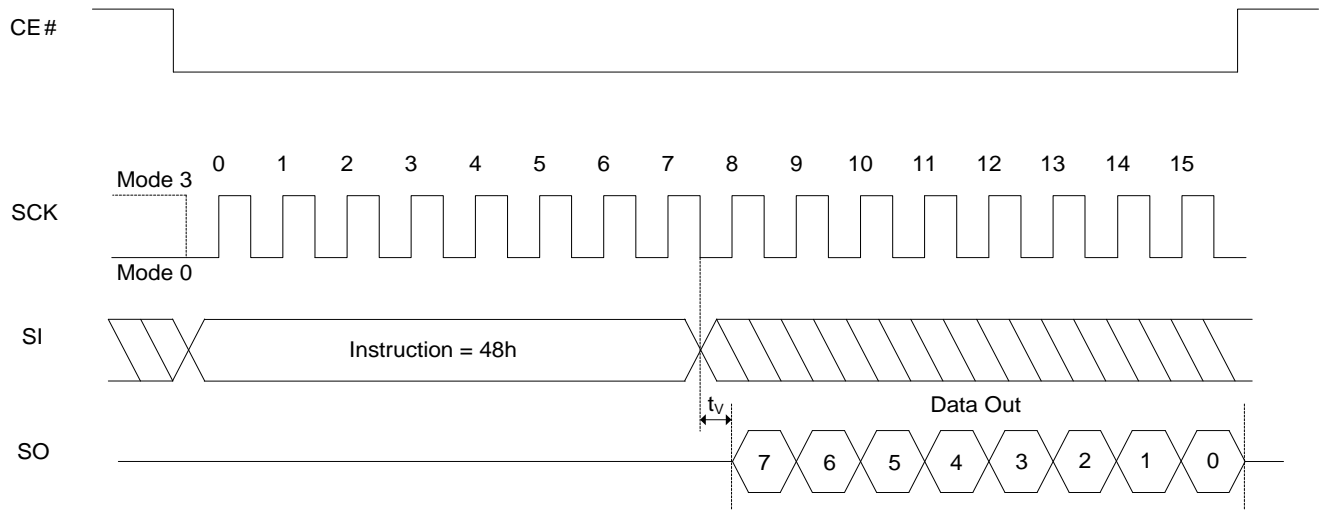 CE#
0 1 2 3 4 5 6 7 8 9 10 11 12 13 14 15
Mode 3
SCK
Mode 0
SI
Instruction = 48h
tV
Data Out
SO
7 6 5 4 3 2 1 0